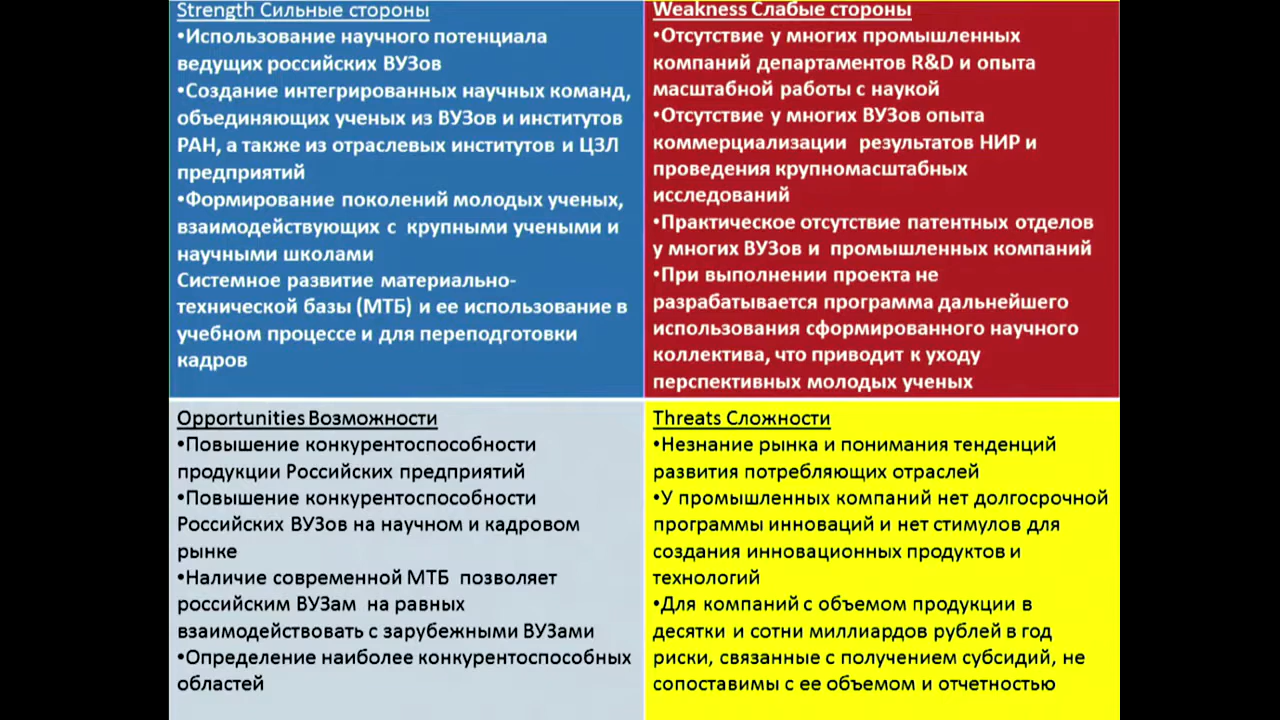 Strength Сильные стороны
•Использование научного потенциала
ведущих российских ВУЗов
•Создание интегрированных научных команд,
объединяющих ученых из ВУЗов и институтов
РАН, а также из отраслевых институтов и ЦЗЛ
предприятий
•Формирование поколений молодых ученых,
взаимодействующих с крупными учеными и
научными школами
Системное развитие материально-
технической базы (МТБ) и ее использование в
учебном процессе и для переподготовки
кадров
Weakness Слабые стороны
•Отсутствие у многих промышленных
компаний департаментов R&D и опыта
масштабной работы с наукой
•Отсутствие у многих ВУЗов опыта
коммерциализации результатов НИР и
проведения крупномасштабных
исследований
•Практическое отсутствие патентных отделов
у многих ВУЗов и промышленных компаний
•При выполнении проекта не
разрабатывается программа дальнейшего
использования сформированного научного
коллектива, что приводит к уходу
перспективных молодых ученых
Opportunities Возможности
•Повышение конкурентоспособности
продукции Российских предприятий
•Повышение конкурентоспособности
Российских ВУЗов на научном и кадровом
рынке
•Наличие современной МТБ позволяет
российским ВУЗам на равных
взаимодействовать с зарубежными ВУЗами
•Определение наиболее конкурентоспособных
областей
Threats Сложности
•Незнание рынка и понимания тенденций
развития потребляющих отраслей
•У промышленных компаний нет долгосрочной
программы инноваций и нет стимулов для
создания инновационных продуктов и
технологий
•Для компаний с объемом продукции в
десятки и сотни миллиардов рублей в год
риски, связанные с получением субсидий, не
сопоставимы с ее объемом и отчетностью